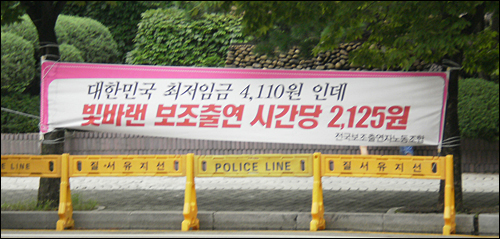 대한민국 최저임금 4,110원 인데
빛바랜 보조출연 시간당 2,125원
전국보조출연자노동조합
E LINE
질·서유지선
POLICE LINE
질·서유지선
POLICE